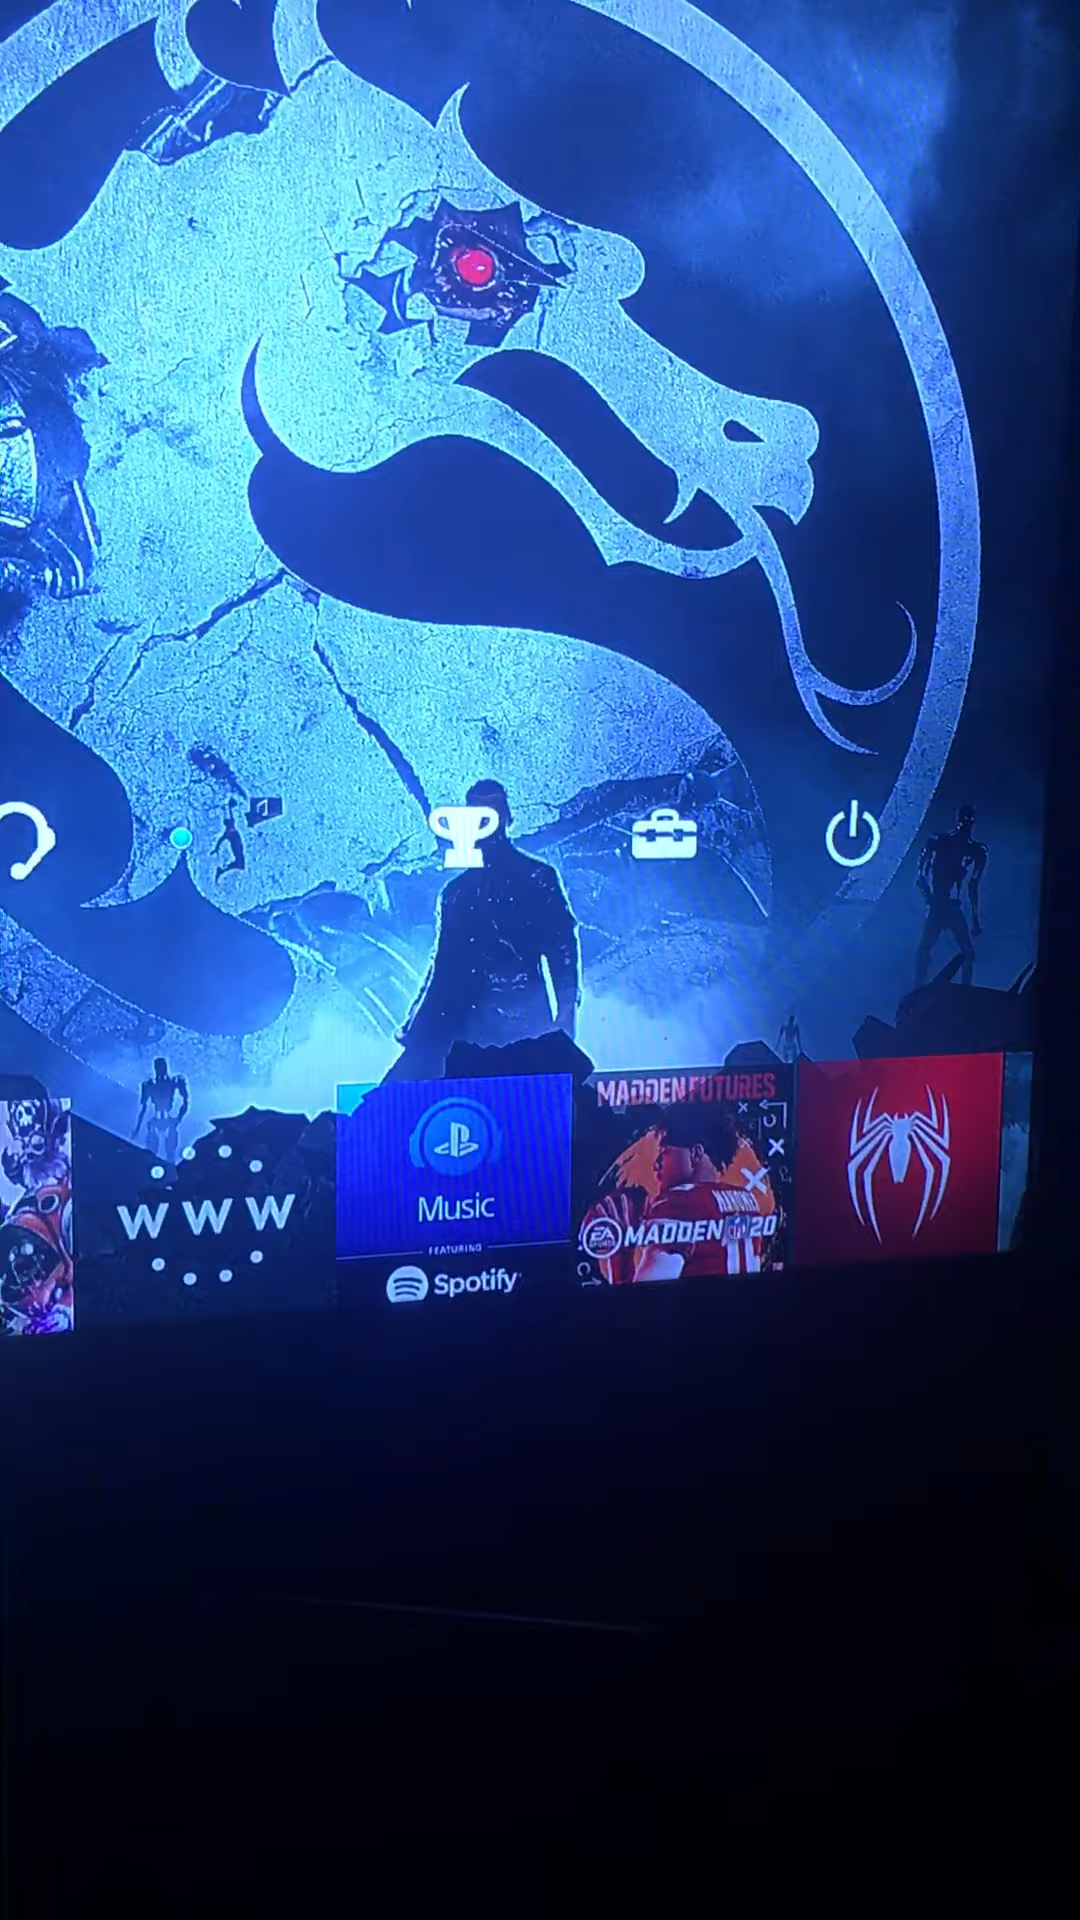 WWW
Music
FEATURING
Spotify
MADDEN FUTURES
EA
SPORTS
MADDEN NFL 20